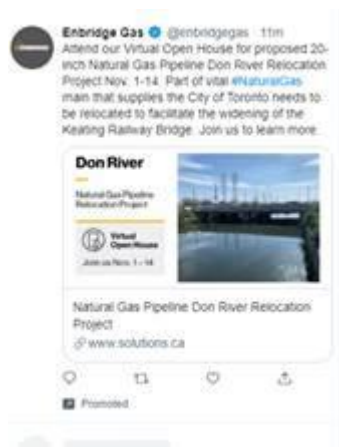 Enbridge Gas @enbridgegas · 11m
Attend our Virtual Open House for proposed 20-
inch Natural Gas Pipeline Don River Relocation
Project Nov. 1-14. Part of vital #NaturalGas
main that supplies the City of Toronto needs to
be relocated to facilitate the widening of the
Keating Railway Bridge. Join us to learn more.
Don River
Natural Gas Pipeline
Relocation Project
Virtual
Open House
Join us Nov. 1 - 14
Natural Gas Pipeline Don River Relocation
Project
www.solutions.ca
Promoted